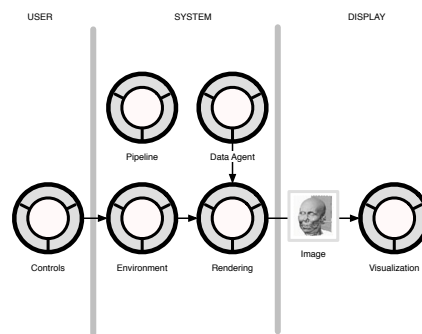 USER
SYSTEM
DISPLAY
Pipeline
Data Agent
Controls
Environment
Rendering
Image
Visualization